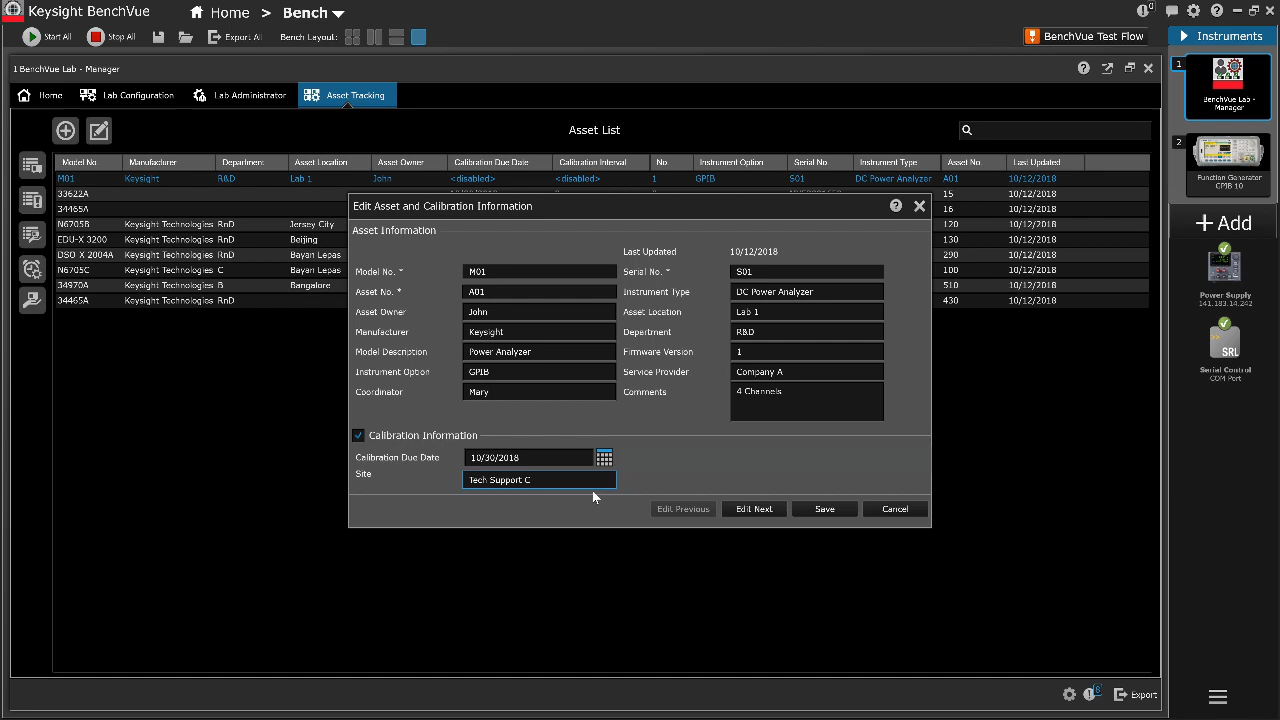 Keysight BenchVue
Home > Bench
0
Start All
Stop All
Export All
Bench Layout:
BenchVue Test Flow
Instruments
1 BenchVue Lab - Manager
Home
Lab Configuration
Lab Administrator
Asset Tracking
Asset List
Model No. Manufacturer Department Asset Location Asset Owner Calibration Due Date Calibration Interval No Instrument Option Serial No Instrument Type Asset No. Last Updated
M01 Keysight R&D Lab 1 John <disabled> <disabled> 1 GPIB S01 DC Power Analyzer A01 10/12/2018
33622A 15 10/12/2018
34465A 16 10/12/2018
N6705B Keysight Technologies RnD Jersey City 120 10/12/2018
EDU-X 3200 Keysight Technologies RnD Beijing 130 10/12/2018
DSO-X 2004A Keysight Technologies RnD Bayan Lepas 290 10/12/2018
N6705C Keysight Technologies C Bayan Lepas 100 10/12/2018
34970A Keysight Technologies B Bangalore 510 10/12/2018
34465A Keysight Technologies RnD 430 10/12/2018
Edit Asset and Calibration Information
Asset Information
Last Updated 10/12/2018
Model No. * M01 Serial No. * S01
Asset No. * A01 Instrument Type DC Power Analyzer
Asset Owner John Asset Location Lab 1
Manufacturer Keysight Department R&D
Model Description Power Analyzer Firmware Version 1
Instrument Option GPIB Service Provider Company A
Coordinator Mary Comments 4 Channels
Calibration Information
Calibration Due Date 10/30/2018
Site Tech Support C
Edit Previous Edit Next Save Cancel
1
BenchVue Lab -
Manager
2
Function Generator
GPIB 10
+ Add
Power Supply
141.183.14.242
SRL
Serial Control
COM Port
6
Export